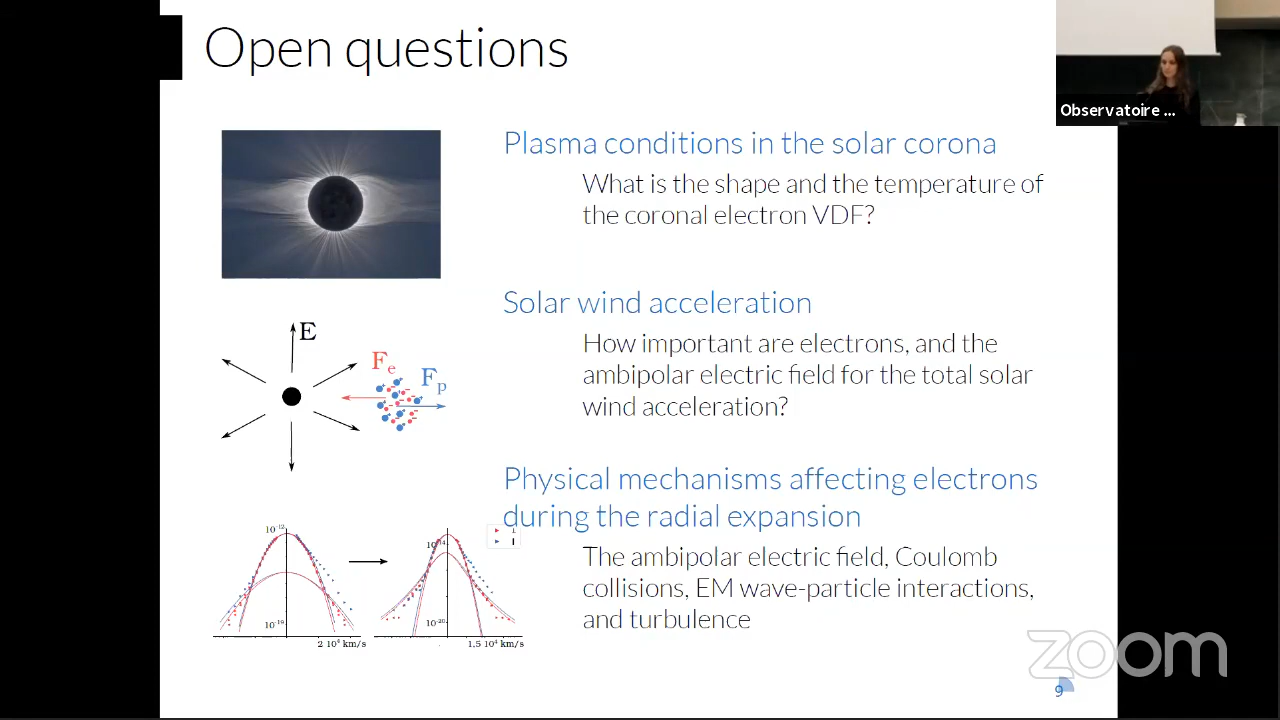 Open questions
Observatoire ...
Plasma conditions in the solar corona
What is the shape and the temperature of
the coronal electron VDF?
Solar wind acceleration
How important are electrons, and the
ambipolar electric field for the total solar
wind acceleration?
E
Fe
Fp
Physical mechanisms affecting electrons
during the radial expansion
The ambipolar electric field, Coulomb
collisions, EM wave-particle interactions,
and turbulence
10⁻¹²
10⁻¹⁹
2 10⁴ km/s
10⁻¹⁴
10⁻²⁰
1,5 10⁴ km/s
zoom
9